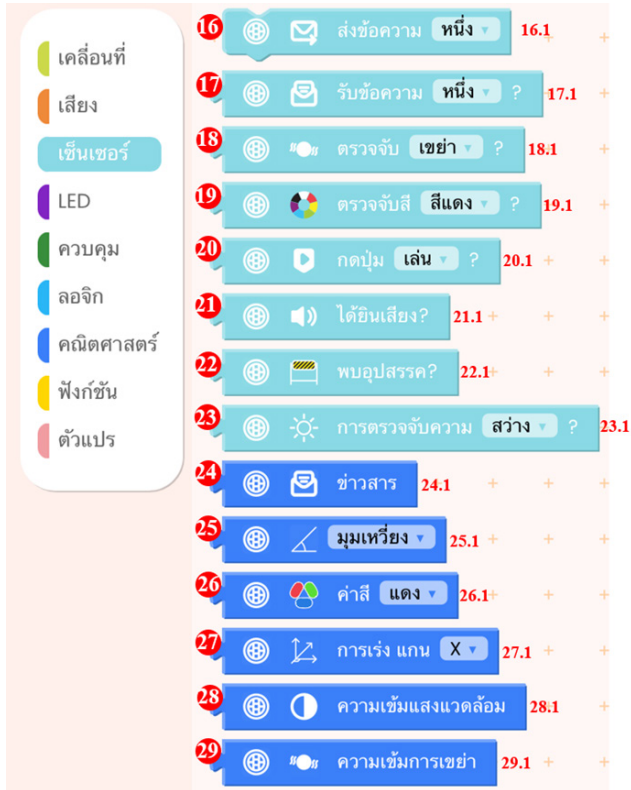 เคลื่อนที่
เสียง
เซ็นเซอร์
LED
ควบคุม
ลอจิก
คณิตศาสตร์
ฟังก์ชัน
ตัวแปร
16 ส่งข้อความ หนึ่ง 16.1
17 รับข้อความ หนึ่ง ? 17.1
18 ตรวจจับ เขย่า ? 18.1
19 ตรวจจับสี สีแดง ? 19.1
20 กดปุ่ม เล่น ? 20.1
21 ได้ยินเสียง? 21.1
22 พบอุปสรรค? 22.1
23 การตรวจจับความ สว่าง ? 23.1
24 ข่าวสาร 24.1
25 มุมเหวี่ยง 25.1
26 ค่าสี แดง 26.1
27 การเร่ง แกน X 27.1
28 ความเข้มแสงแวดล้อม 28.1
29 ความเข้มการเขย่า 29.1